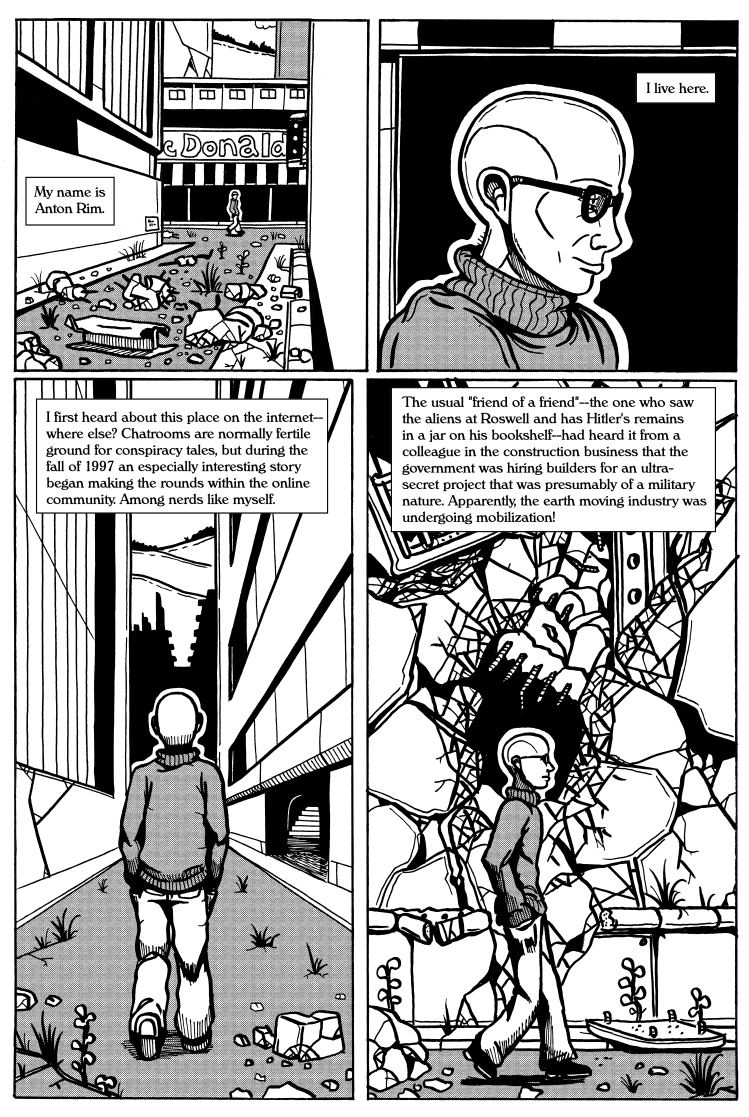 My name is
Anton Rim.
c Donald
I live here.
I first heard about this place on the internet--
where else? Chatrooms are normally fertile
ground for conspiracy tales, but during the
fall of 1997 an especially interesting story
began making the rounds within the online
community. Among nerds like myself.
The usual "friend of a friend"--the one who saw
the aliens at Roswell and has Hitler's remains
in a jar on his bookshelf--had heard it from a
colleague in the construction business that the
government was hiring builders for an ultra-
secret project that was presumably of a military
nature. Apparently, the earth moving industry was
undergoing mobilization!